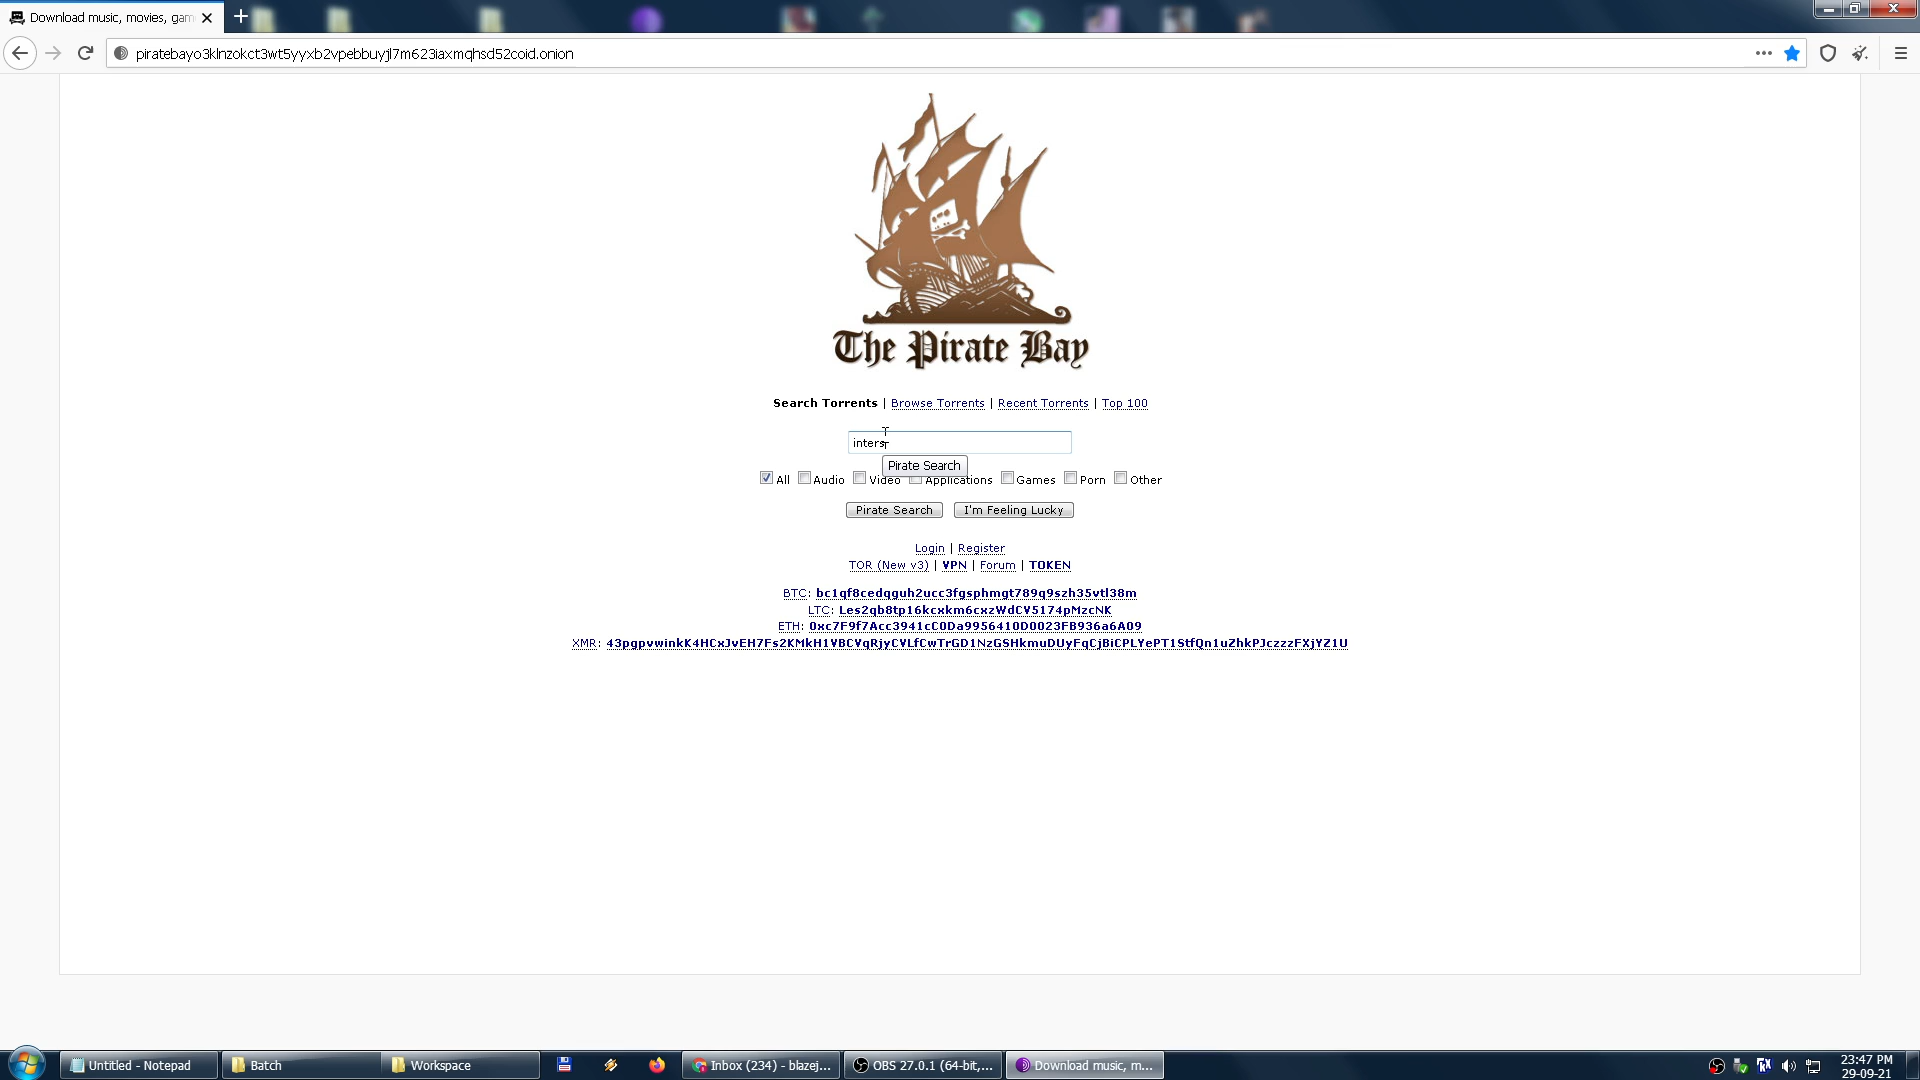 Download music, movies, gam
piratebayo3klnzokct3wt5yyxb2vpebbuyjl7m623iaxmqhsd52coid.onion
The Pirate Bay
Search Torrents | Browse Torrents | Recent Torrents | Top 100
inters
Pirate Search
All Audio Video Applications Games Porn Other
Pirate Search I'm Feeling Lucky
Login | Register
TOR (New v3) | VPN | Forum | TOKEN
BTC: bc1qf8cedqguh2ucc3fgsphmgt789q9szh35vtl38m
LTC: Les2qb8tp16kcxkm6cxzWdCV5174pMzcNK
ETH: 0xc7F9f7Acc3941cC0Da9956410D0023FB936a6A09
XMR: 43pgpvwinkK4HCxJvEH7Fs2KMkH1VBCVqRjyCVLfCwTrGD1NzGSHkmuDUyFqCjBiCPLYePT1StfQn1uZhkPJczzzFXjYZ1U
Untitled - Notepad Batch Workspace Inbox (234) - blazej... OBS 27.0.1 (64-bit,... Download music, m... 23:47 PM
29-09-21